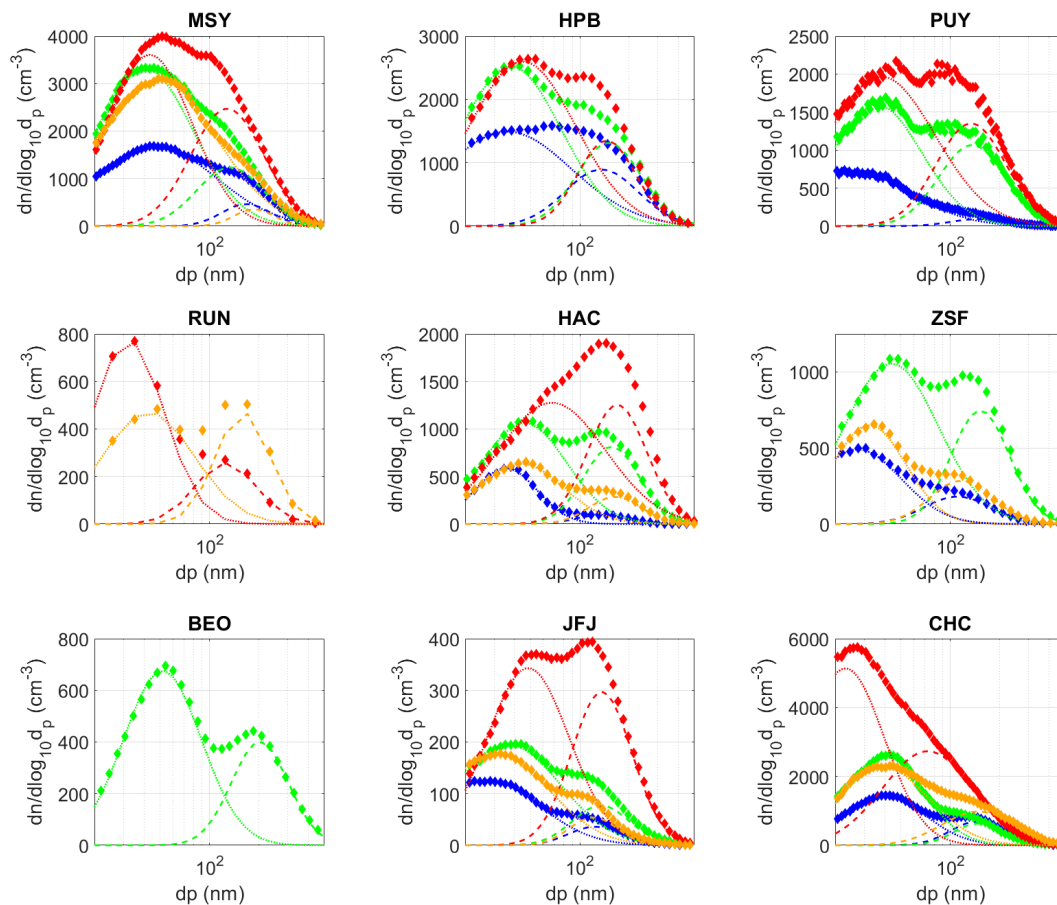 MSY
4000
3000
2000
1000
0
dn/dlog10dp (cm-3)
10^2
dp (nm)
HPB
3000
2500
2000
1500
1000
500
0
dn/dlog10dp (cm-3)
10^2
dp (nm)
PUY
2500
2000
1500
1000
500
0
dn/dlog10dp (cm-3)
10^2
dp (nm)
RUN
800
600
400
200
0
dn/dlog10dp (cm-3)
10^2
dp (nm)
HAC
2000
1500
1000
500
0
dn/dlog10dp (cm-3)
10^2
dp (nm)
ZSF
1000
500
0
dn/dlog10dp (cm-3)
10^2
dp (nm)
BEO
800
600
400
200
0
dn/dlog10dp (cm-3)
10^2
dp (nm)
JFJ
400
300
200
100
0
dn/dlog10dp (cm-3)
10^2
dp (nm)
CHC
6000
4000
2000
0
dn/dlog10dp (cm-3)
10^2
dp (nm)